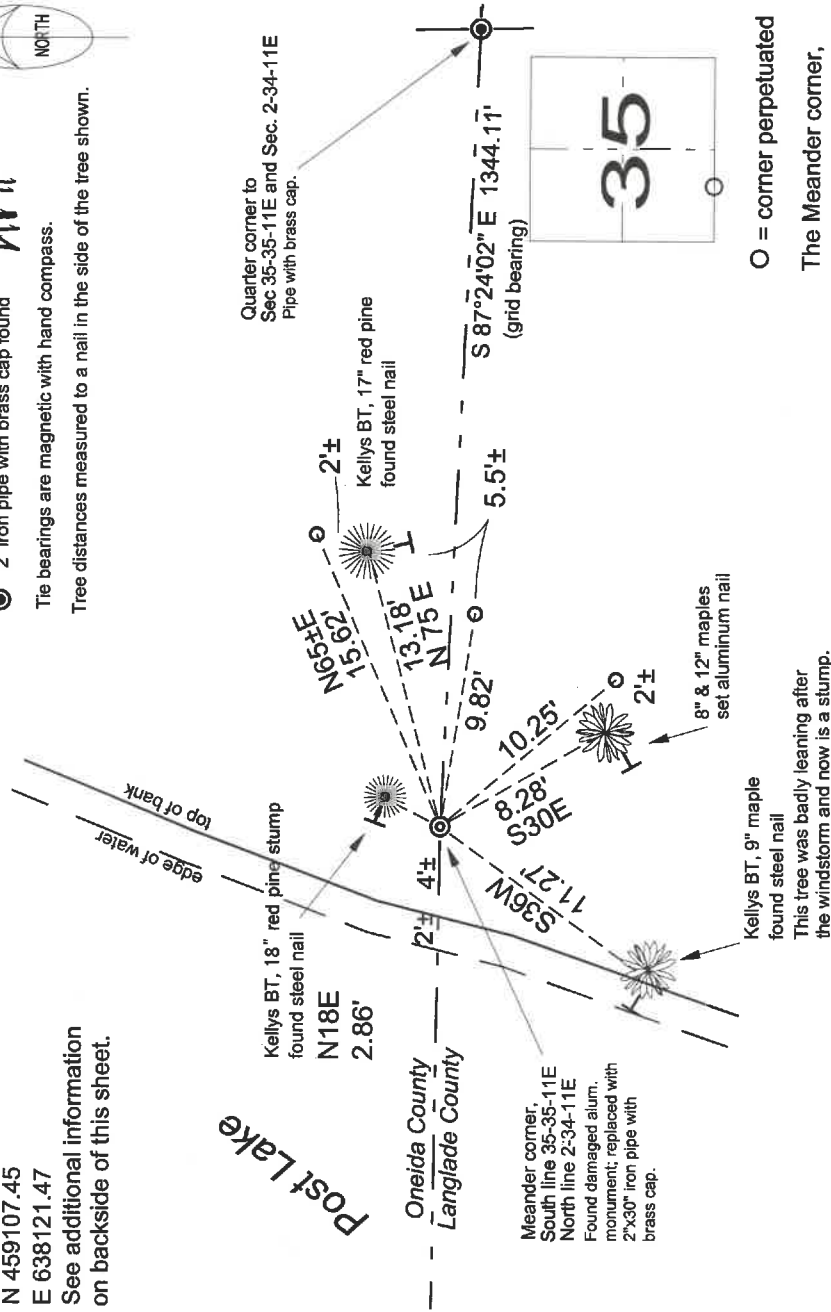 N 459107.45
E 638121.47
See additional information
on backside of this sheet.
2" iron pipe with brass cap found
Tie bearings are magnetic with hand compass.
Tree distances measured to a nail in the side of the tree shown.
NORTH
Post Lake
edge of water
top of bank
Oneida County
Langlade County
2'±
4'±
Kellys BT, 18" red pine stump
found steel nail
N18E
2.86'
N65±E
15.62'
2'±
13.18'
N 75 E
Kellys BT, 17" red pine
found steel nail
5.5'±
9.82'
Quarter corner to
Sec 35-35-11E and Sec. 2-34-11E
Pipe with brass cap.
S 87°24'02" E 1344.11'
(grid bearing)
10.25'
2'±
8.28'
S30E
8" & 12" maples
set aluminum nail
S36W
11.27'
Kellys BT, 9" maple
found steel nail
This tree was badly leaning after
the windstorm and now is a stump.
Meander corner,
South line 35-35-11E
North line 2-34-11E
Found damaged alum.
monument; replaced with
2"x30" iron pipe with
brass cap.
35
O = corner perpetuated
The Meander corner,